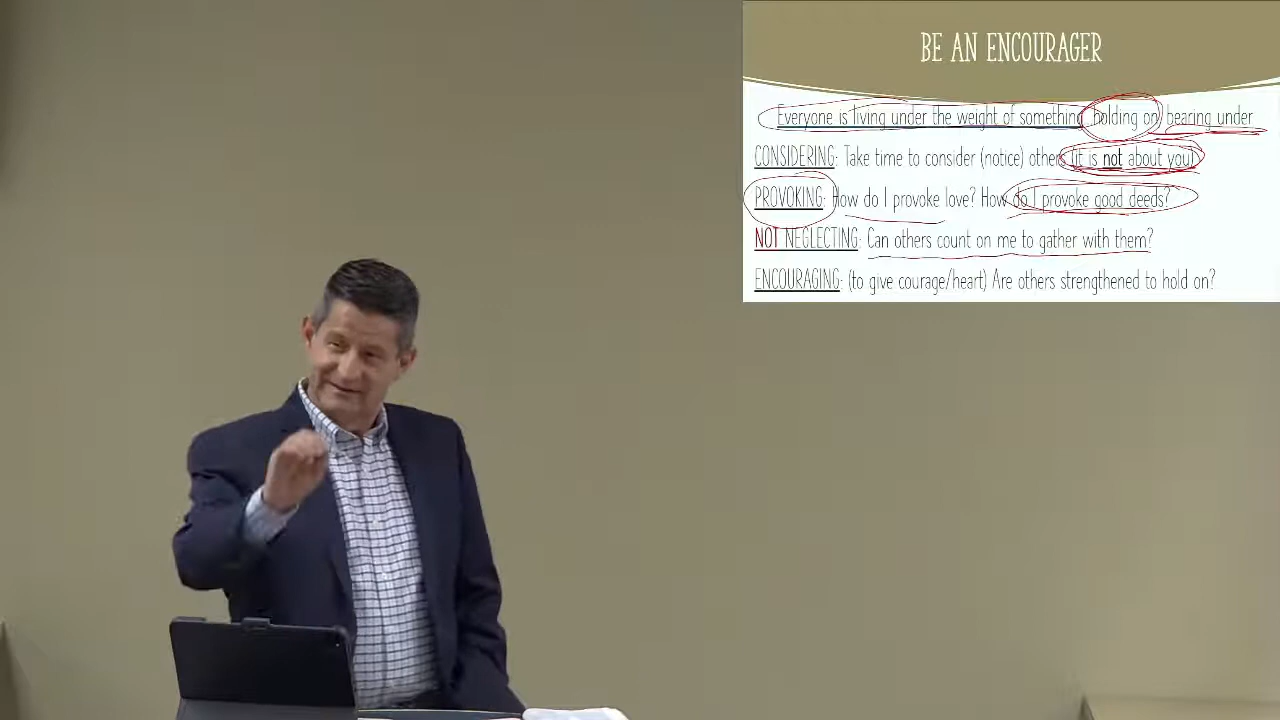 BE AN ENCOURAGER
Everyone is living under the weight of something holding on, bearing under
CONSIDERING: Take time to consider (notice) others (it is not about you)
PROVOKING: How do I provoke love? How do I provoke good deeds?
NOT NEGLECTING: Can others count on me to gather with them?
ENCOURAGING: (to give courage/heart) Are others strengthened to hold on?